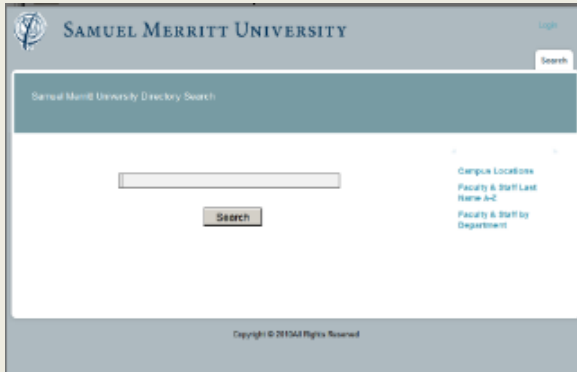 SAMUEL MERRITT UNIVERSITY
Login
Search
Samuel Merritt University Directory Search
Campus Locations
Faculty & Staff Last
Name A-Z
Faculty & Staff by
Department
Search
Copyright © 2010All Rights Reserved